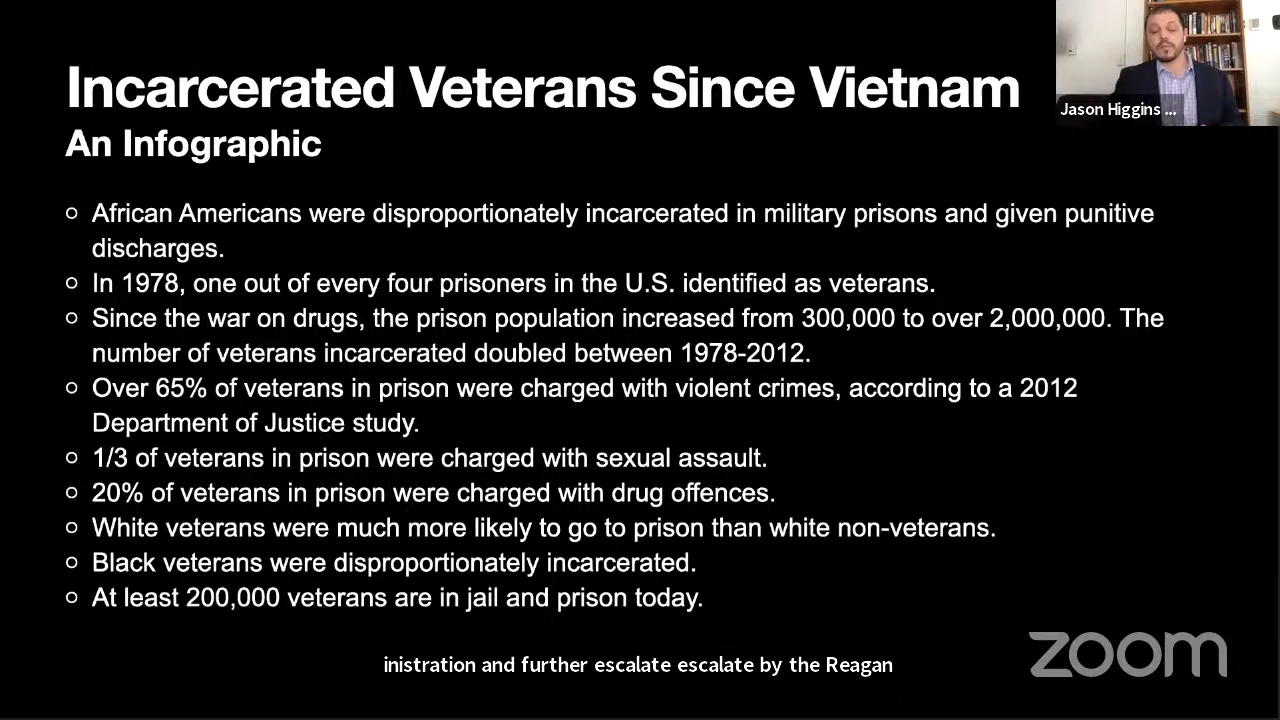 Incarcerated Veterans Since Vietnam
An Infographic
Jason Higgins ...
African Americans were disproportionately incarcerated in military prisons and given punitive
discharges.
In 1978, one out of every four prisoners in the U.S. identified as veterans.
Since the war on drugs, the prison population increased from 300,000 to over 2,000,000. The
number of veterans incarcerated doubled between 1978-2012.
Over 65% of veterans in prison were charged with violent crimes, according to a 2012
Department of Justice study.
1/3 of veterans in prison were charged with sexual assault.
20% of veterans in prison were charged with drug offences.
White veterans were much more likely to go to prison than white non-veterans.
Black veterans were disproportionately incarcerated.
At least 200,000 veterans are in jail and prison today.
inistration and further escalate escalate by the Reagan
zoom